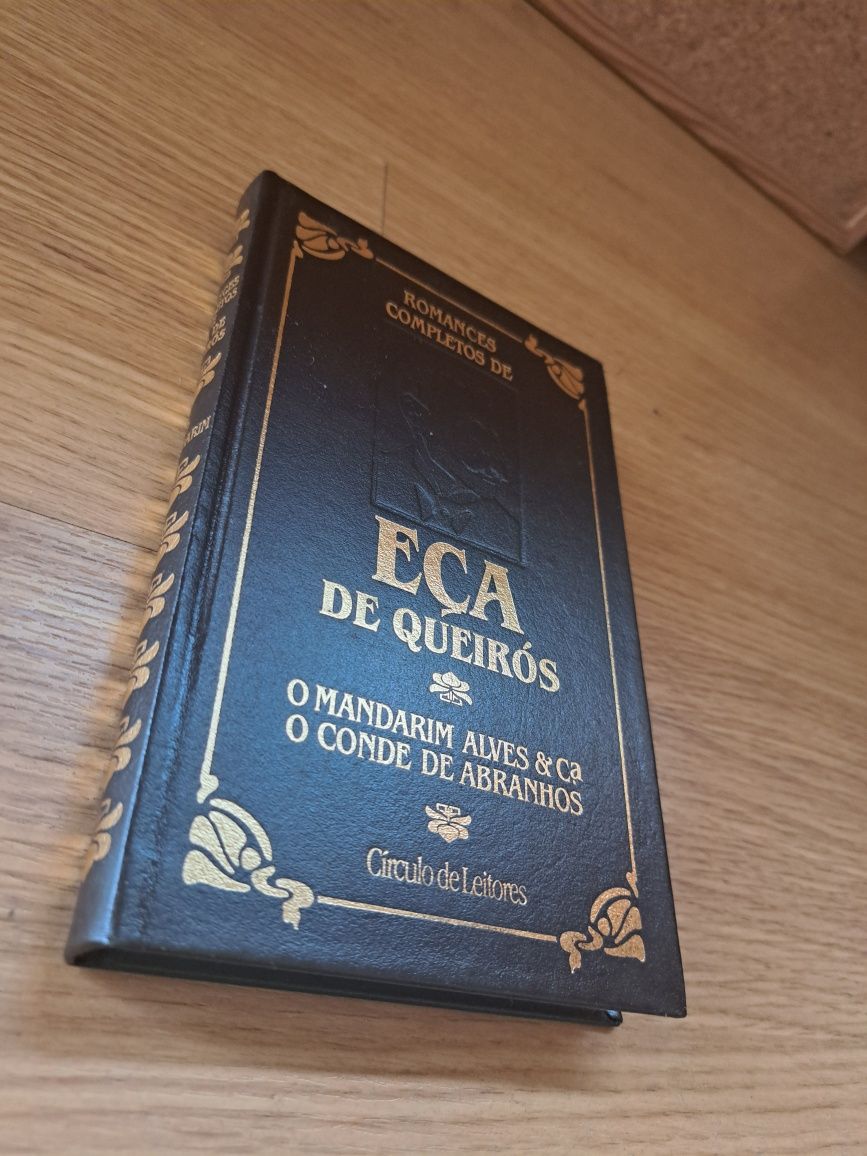 ROMANCES
COMPLETOS DE
EÇA
DE QUEIRÓS
O MANDARIM ALVES & Cª
O CONDE DE ABRANHOS
Círculo de Leitores